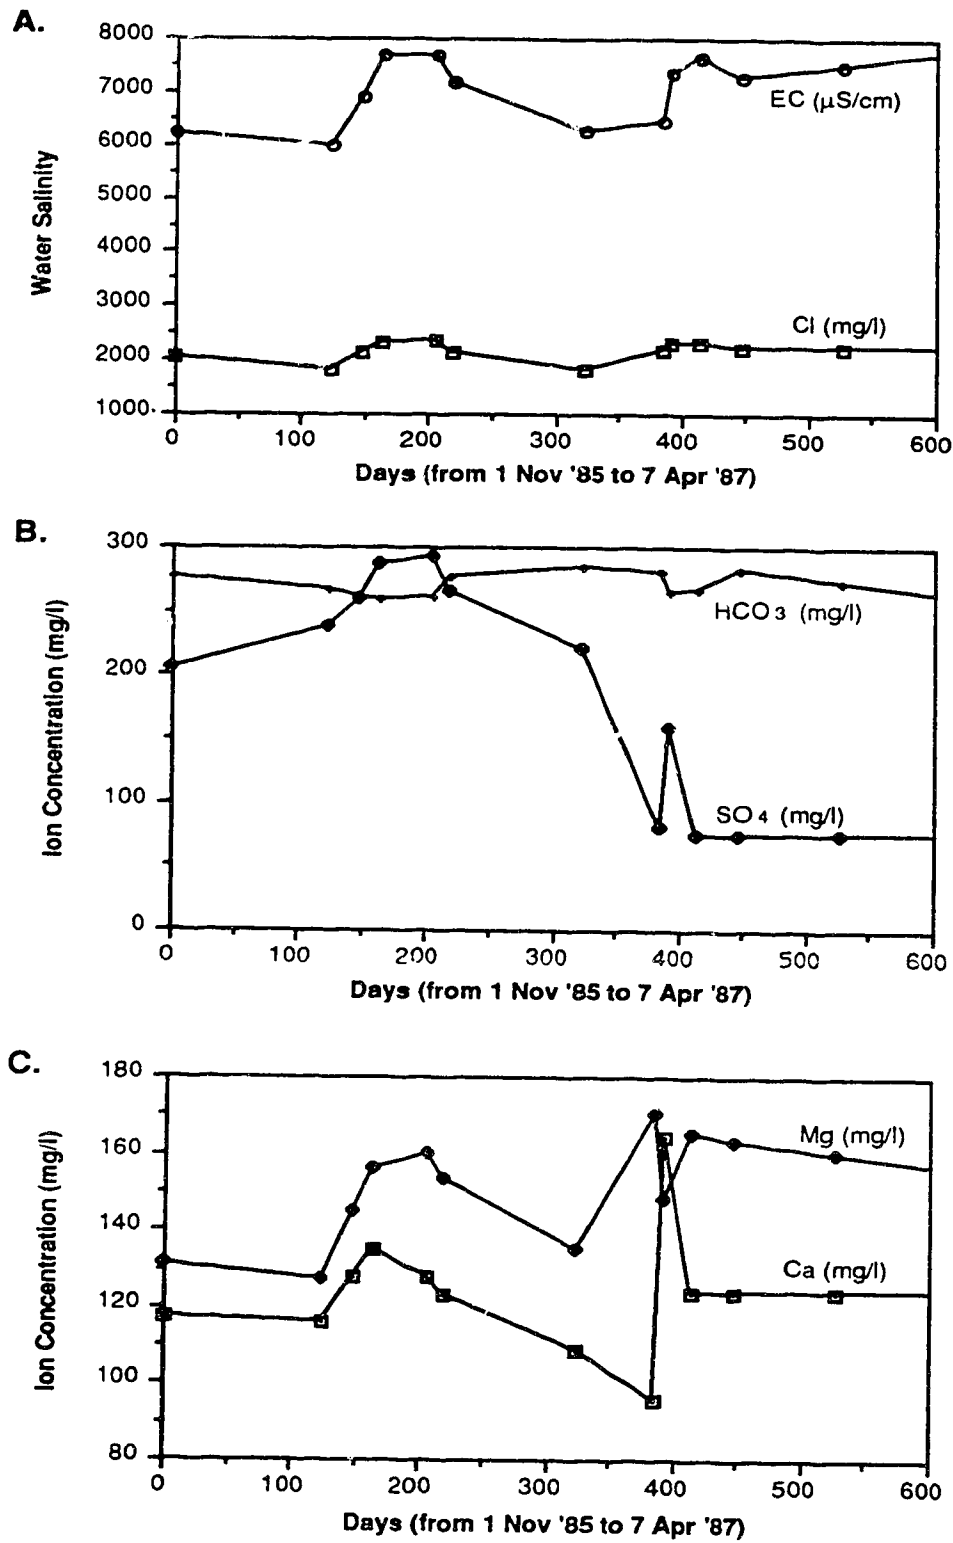 A.
8000
7000
6000
5000
4000
3000
2000
1000.
Water Salinity
EC (µS/cm)
Cl (mg/l)
0 100 200 300 400 500 600
Days (from 1 Nov '85 to 7 Apr '87)
B.
300
200
100
0
Ion Concentration (mg/l)
HCO3 (mg/l)
SO4 (mg/l)
0 100 200 300 400 500 600
Days (from 1 Nov '85 to 7 Apr '87)
C.
180
160
140
120
100
80
Ion Concentration (mg/l)
Mg (mg/l)
Ca (mg/l)
0 100 200 300 400 500 600
Days (from 1 Nov '85 to 7 Apr '87)